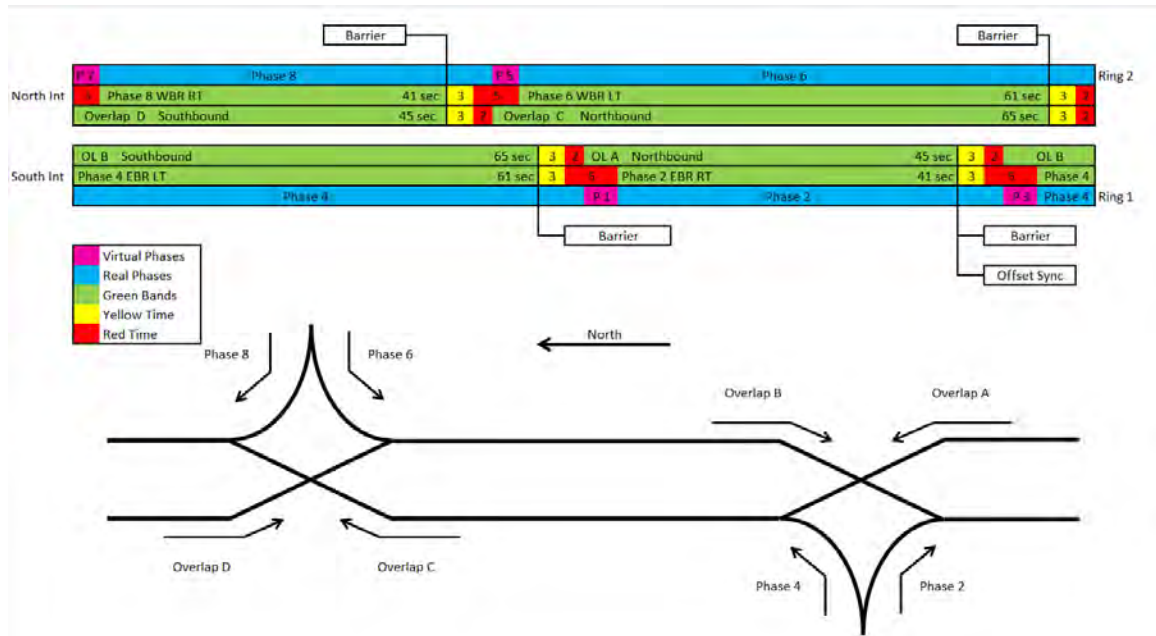 Barrier
Barrier
P 7 Phase 8 P 5 Phase 6 Ring 2
North Int Phase 8 WBR RT 41 sec 3 5 Phase 6 WBR LT 61 sec 3 2
Overlap D Southbound 45 sec 3 2 Overlap C Northbound 65 sec 3 2
OL B Southbound 65 sec 3 2 OL A Northbound 45 sec 3 2 OL B
South Int Phase 4 EBR LT 61 sec 3 Phase 2 EBR RT 41 sec 3 Phase 4
Phase 4 P 1 Phase 2 P 3 Phase 4 Ring 1
Barrier
Barrier
Offset Sync
Virtual Phases
Real Phases
Green Bands
Yellow Time
Red Time
North
Phase 8
Phase 6
Overlap B
Overlap A
Overlap D
Overlap C
Phase 4
Phase 2